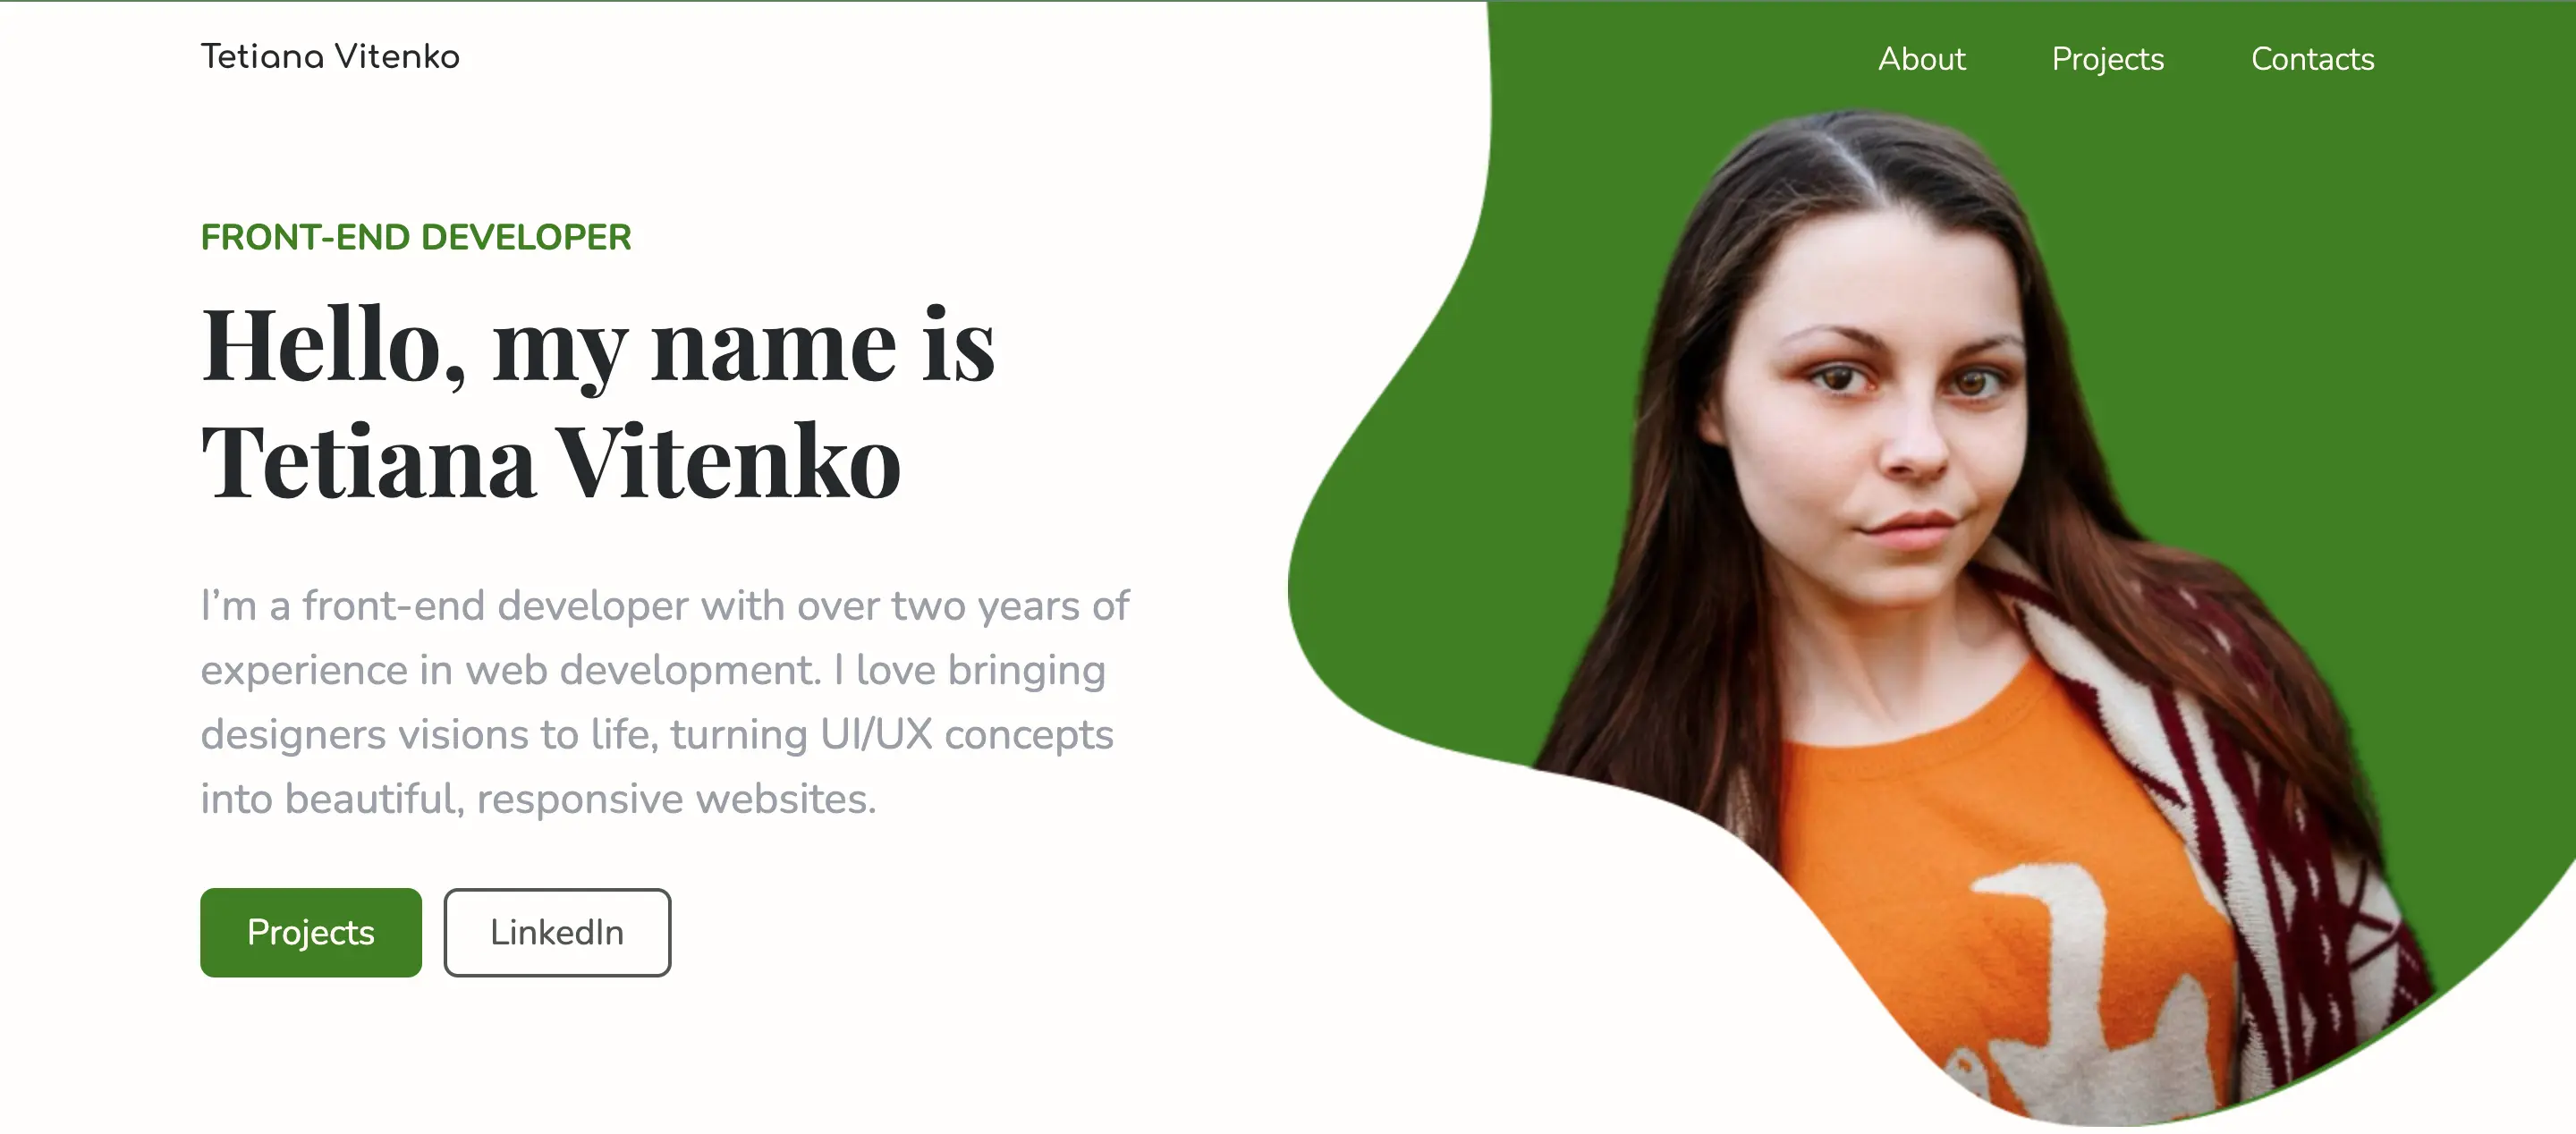 Tetiana Vitenko
About Projects Contacts
FRONT-END DEVELOPER
Hello, my name is
Tetiana Vitenko
I’m a front-end developer with over two years of
experience in web development. I love bringing
designers visions to life, turning UI/UX concepts
into beautiful, responsive websites.
Projects LinkedIn